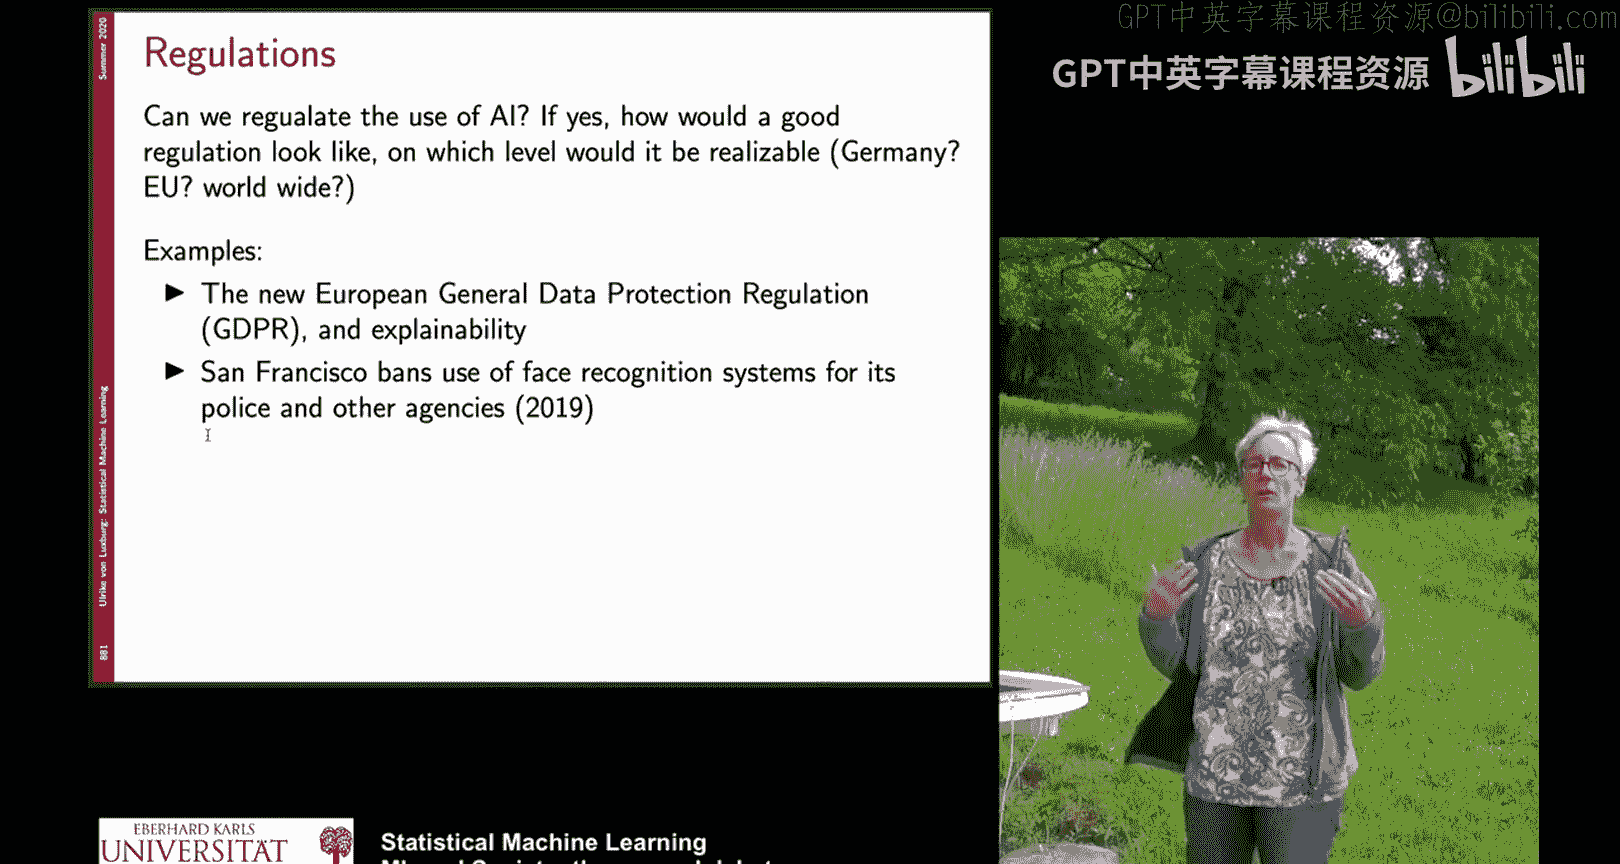 GPT中英字幕课程资源@bilibili.com
GPT中英字幕课程资源 bilibili
Summer 2020
Regulations
Can we regualate the use of AI? If yes, how would a good
regulation look like, on which level would it be realizable (Germany?
EU? world wide?)
Examples:
▶ The new European General Data Protection Regulation
(GDPR), and explainability
▶ San Francisco bans use of face recognition systems for its
police and other agencies (2019)
Ulrike von Luxburg: Statistical Machine Learning
881
EBERHARD KARLS
UNIVERSITÄT
Statistical Machine Learning